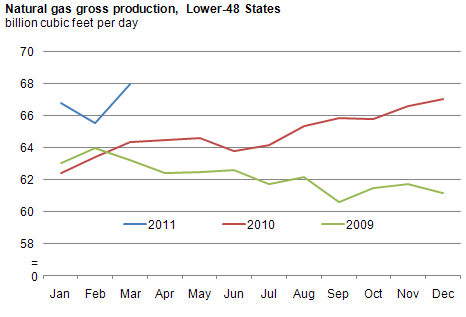 Natural gas gross production, Lower-48 States
billion cubic feet per day
70
68
66
64
62
60
58
=
0
2011 2010 2009
Jan Feb Mar Apr May Jun Jul Aug Sep Oct Nov Dec